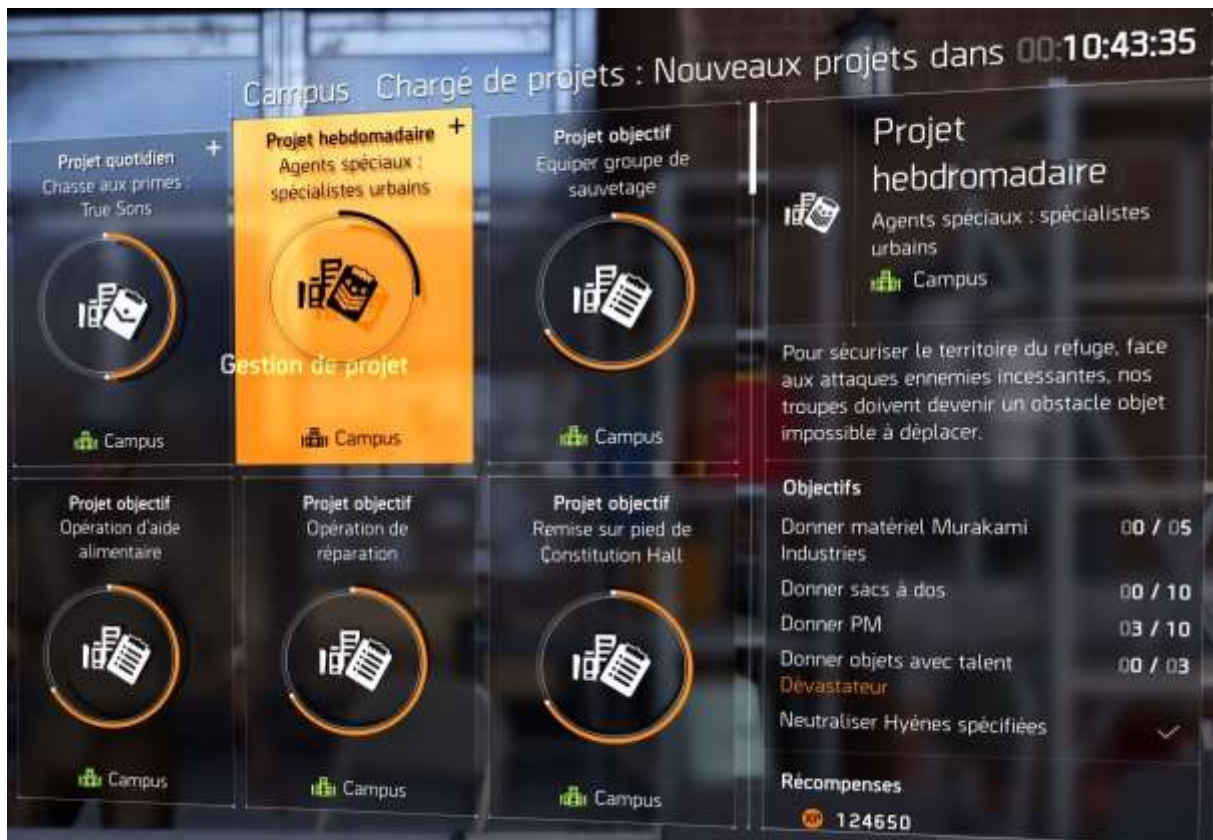 Campus. Chargé de projets : Nouveaux projets dans 00:10:43:35
Projet quotidien +
Chasse aux primes :
True Sons
Campus
Projet hebdomadaire +
Agents spéciaux :
spécialistes urbains
Gestion de projet
Campus
Projet objectif
Équiper groupe de
sauvetage
Campus
Projet objectif
Opération d'aide
alimentaire
Campus
Projet objectif
Opération de
réparation
Campus
Projet objectif
Remise sur pied de
Constitution Hall
Campus
Projet
hebdromadaire
Agents spéciaux : spécialistes
urbains
Campus
Pour sécuriser le territoire du refuge, face
aux attaques ennemies incessantes, nos
troupes doivent devenir un obstacle objet
impossible à déplacer.
Objectifs
Donner matériel Murakami 00 / 05
Industries
Donner sacs à dos 00 / 10
Donner PM 03 / 10
Donner objets avec talent 00 / 03
Dévastateur
Neutraliser Hyénes spécifiées
Récompenses
XP 124650